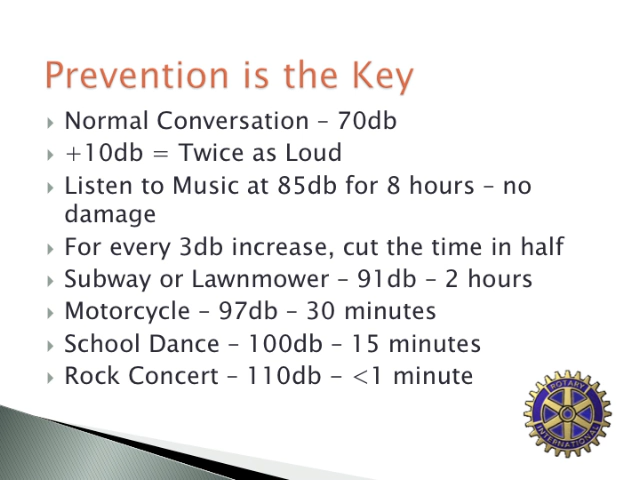 Prevention is the Key
Normal Conversation – 70db
+10db = Twice as Loud
Listen to Music at 85db for 8 hours – no
damage
For every 3db increase, cut the time in half
Subway or Lawnmower – 91db – 2 hours
Motorcycle – 97db – 30 minutes
School Dance – 100db – 15 minutes
Rock Concert – 110db - <1 minute
ROTARY
INTERNATIONAL